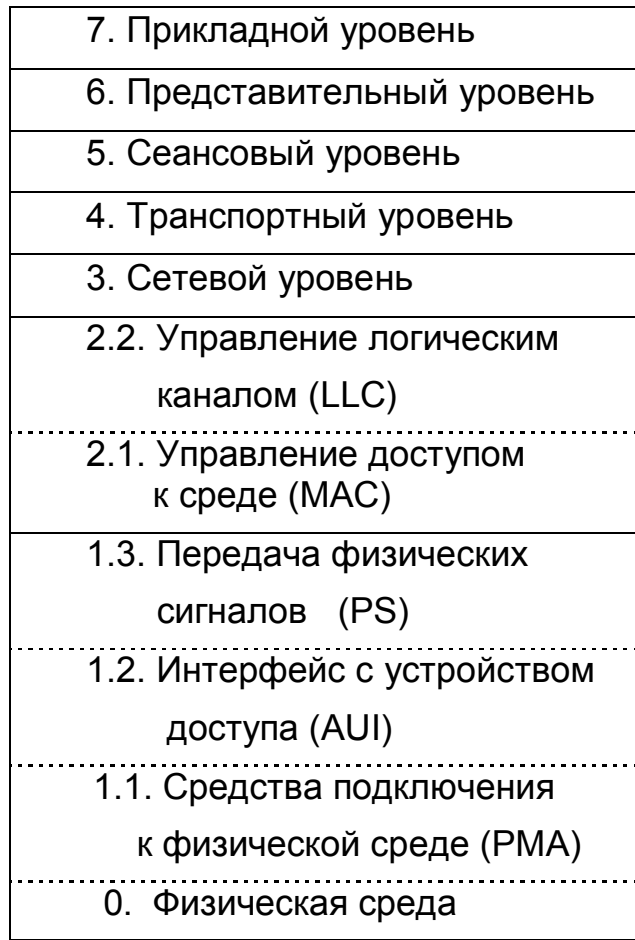 7. Прикладной уровень
6. Представительный уровень
5. Сеансовый уровень
4. Транспортный уровень
3. Сетевой уровень
2.2. Управление логическим
каналом (LLC)
2.1. Управление доступом
к среде (MAC)
1.3. Передача физических
сигналов (PS)
1.2. Интерфейс с устройством
доступа (AUI)
1.1. Средства подключения
к физической среде (PMA)
0. Физическая среда